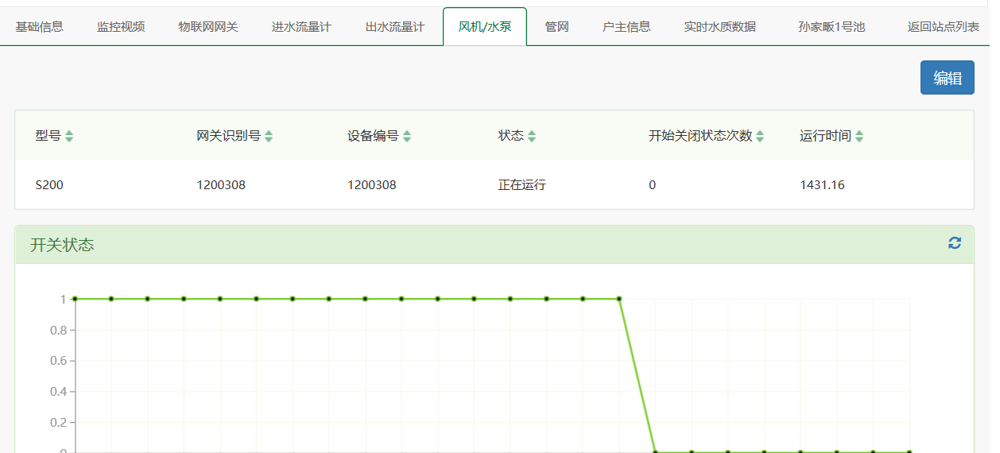 基础信息 监控视频 物联网网关 进水流量计 出水流量计 风机/水泵 管网 户主信息 实时水质数据 孙家畈1号池 返回站点列表
编辑
型号 网关识别号 设备编号 状态 开始关闭状态次数 运行时间
S200 1200308 1200308 正在运行 0 1431.16
开关状态
1
0.8
0.6
0.4
0.2
0